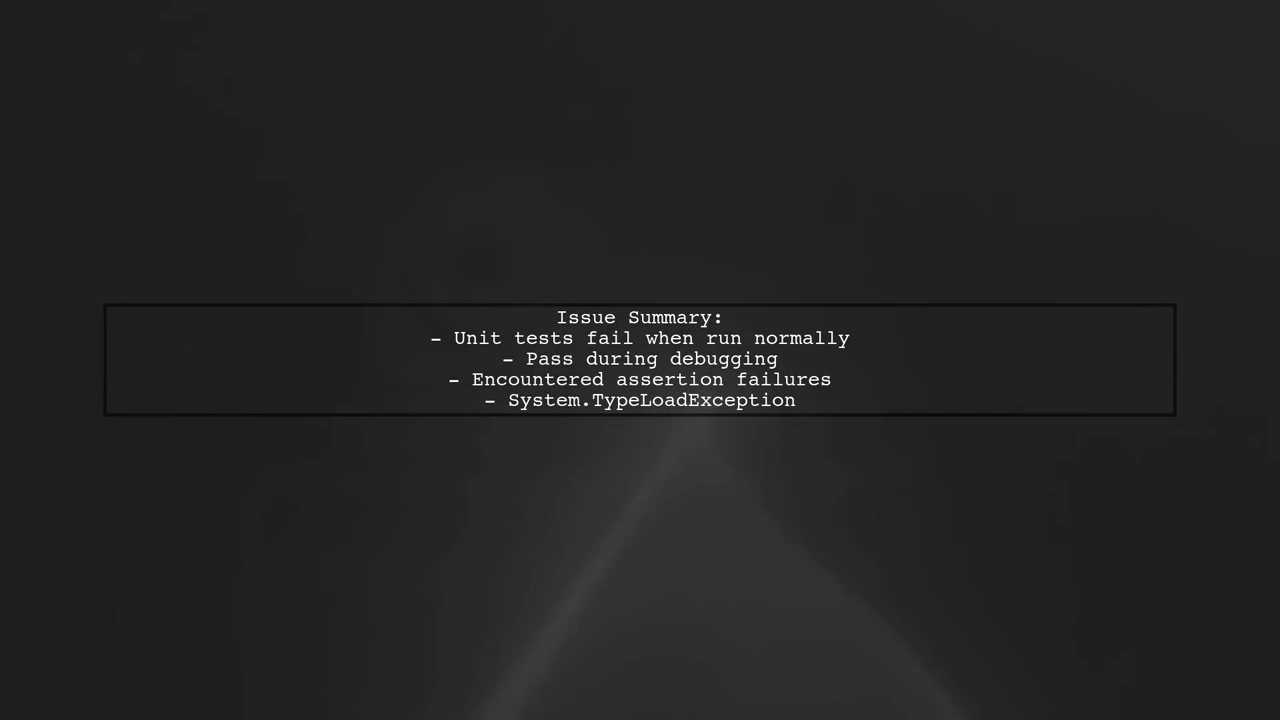 Issue Summary:
- Unit tests fail when run normally
- Pass during debugging
- Encountered assertion failures
- System.TypeLoadException